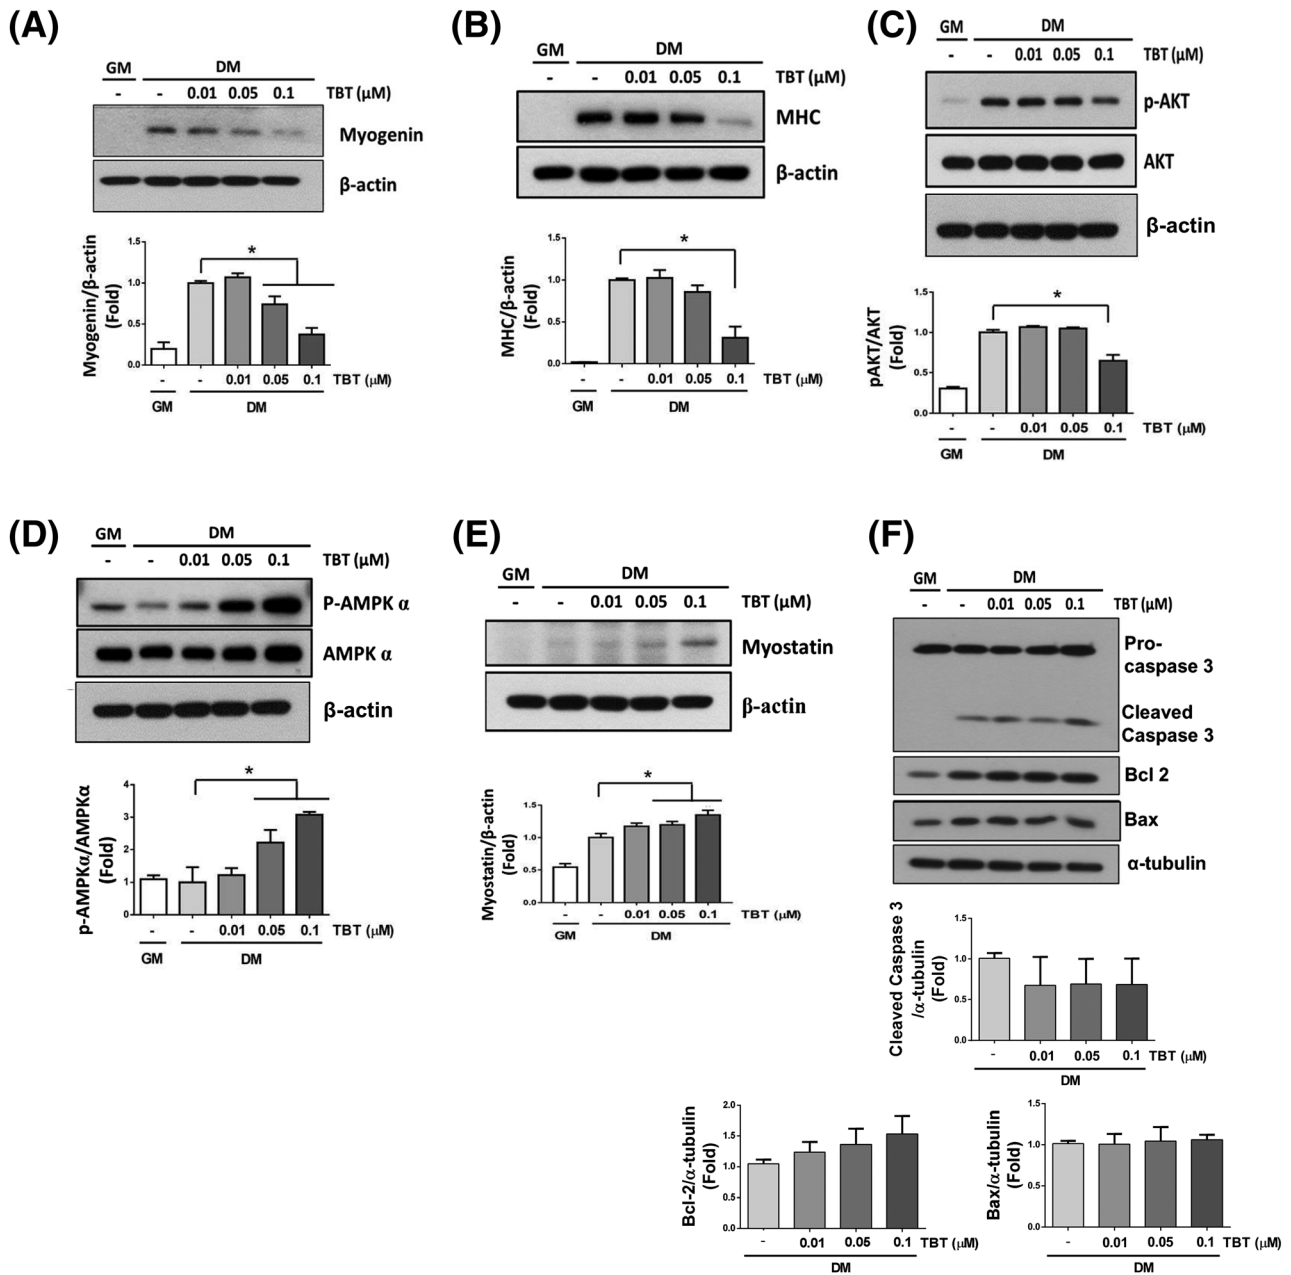 (A)
GM DM
- - 0.01 0.05 0.1 TBT (μM)
Myogenin
β-actin
Myogenin/β-actin
(Fold)
1.5
1.0
0.5
0.0
*
- - 0.01 0.05 0.1 TBT (μM)
GM DM
(B)
GM DM
- - 0.01 0.05 0.1 TBT (μM)
MHC
β-actin
MHC/β-actin
(Fold)
1.5
1.0
0.5
0.0
*
- - 0.01 0.05 0.1 TBT (μM)
GM DM
(C)
GM DM
- - 0.01 0.05 0.1 TBT (μM)
p-AKT
AKT
β-actin
pAKT/AKT
(Fold)
1.5
1.0
0.5
0.0
*
- - 0.01 0.05 0.1 TBT (μM)
GM DM
(D)
GM DM
- - 0.01 0.05 0.1 TBT (μM)
P-AMPK α
AMPK α
β-actin
p-AMPKα/AMPKα
(Fold)
4
3
2
1
0
*
- - 0.01 0.05 0.1 TBT (μM)
GM DM
(E)
GM DM
- - 0.01 0.05 0.1 TBT (μM)
Myostatin
β-actin
Myostatin/β-actin
(Fold)
1.5
1.0
0.5
0.0
*
- - 0.01 0.05 0.1 TBT (μM)
GM DM
(F)
GM DM
- - 0.01 0.05 0.1 TBT (μM)
Pro-
caspase 3
Cleaved
Caspase 3
Bcl 2
Bax
α-tubulin
Cleaved Caspase 3
/α-tubulin
(Fold)
1.5
1.0
0.5
0.0
- 0.01 0.05 0.1 TBT (μM)
DM
Bcl-2/α-tubulin
(Fold)
2.0
1.5
1.0
0.5
0.0
- 0.01 0.05 0.1 TBT (μM)
DM
Bax/α-tubulin
(Fold)
1.5
1.0
0.5
0.0
- 0.01 0.05 0.1 TBT (μM)
DM